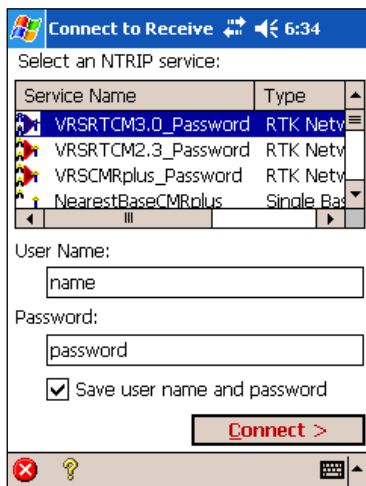 Connect to Receive 6:34
Select an NTRIP service:
Service Name Type
VRSRTCM3.0_Password RTK Netw
VRSRTCM2.3_Password RTK Netw
VRSCMRplus_Password RTK Netw
NearestBaseCMRplus Single Bas
User Name:
name
Password:
password
Save user name and password
Connect >